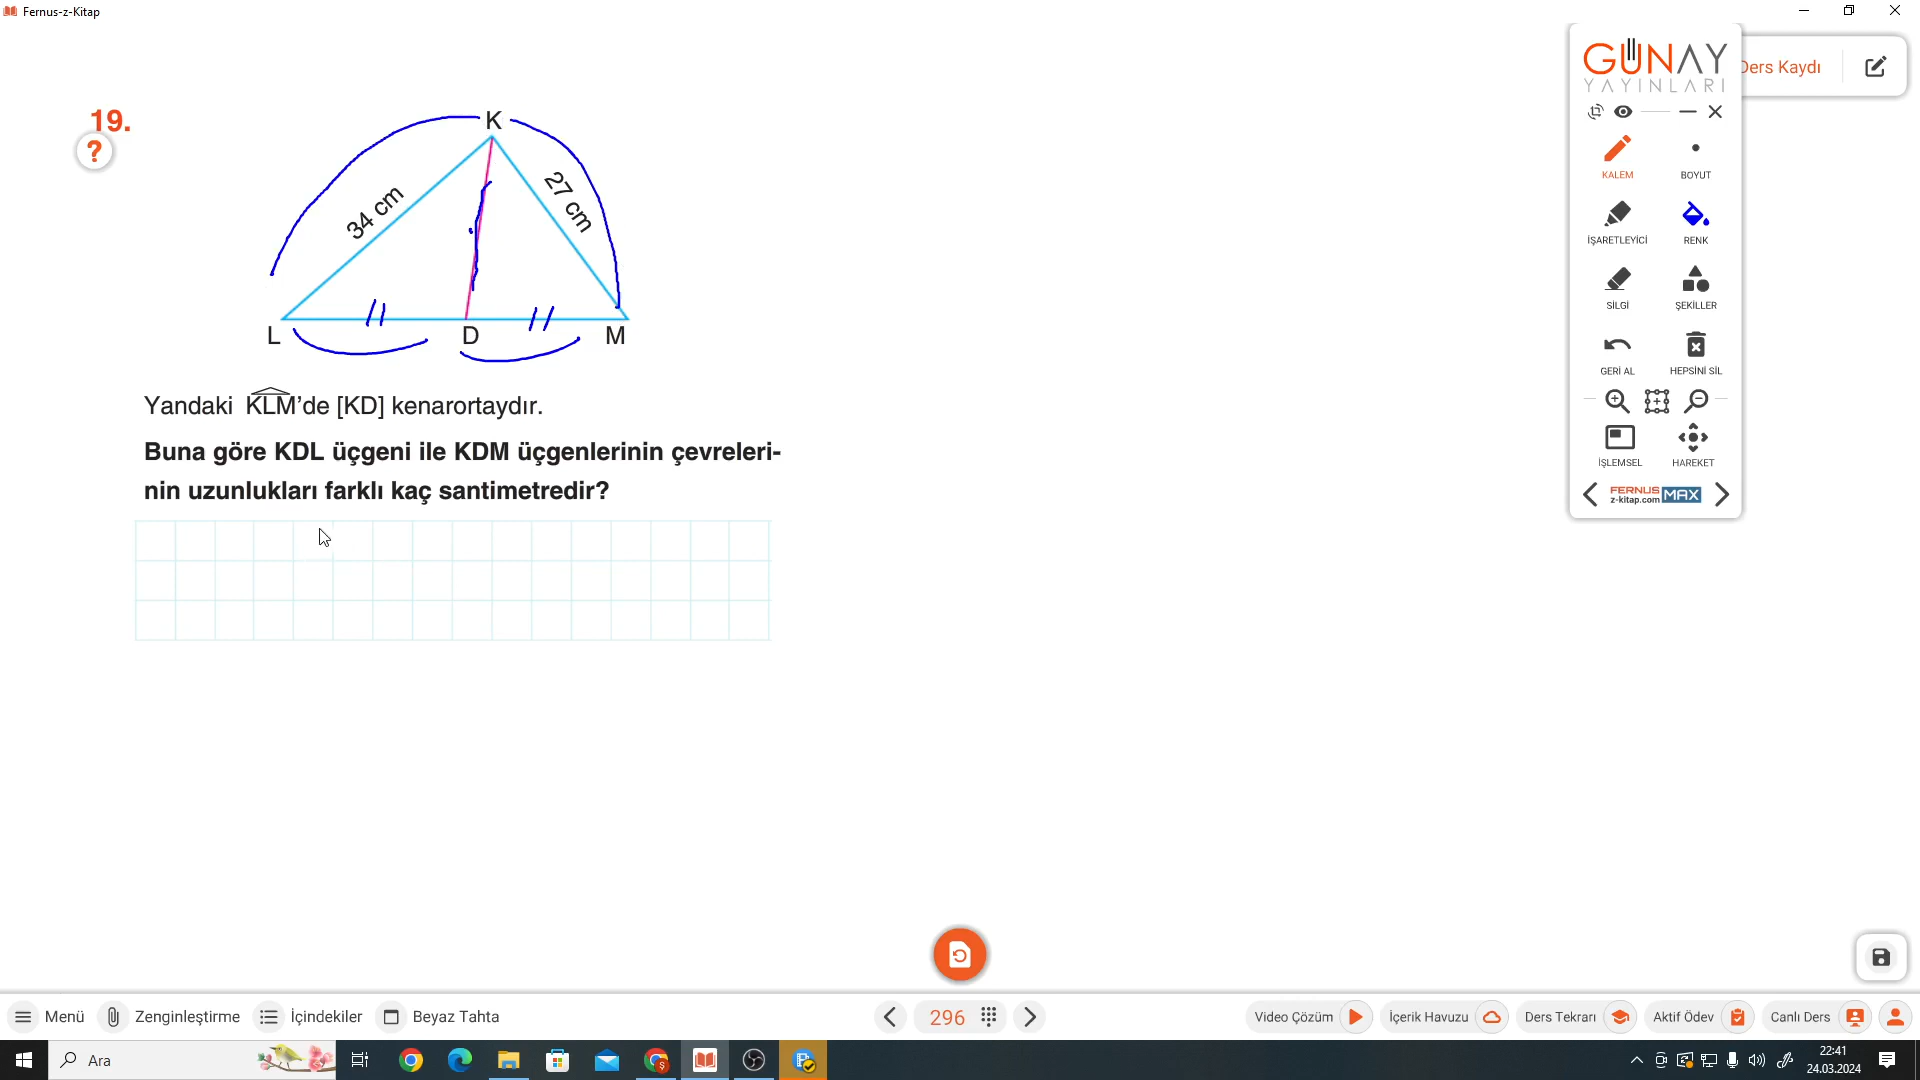 Fernus-z-Kitap
GÜNAY
YAYINLARI
Ders Kaydı
19.
?
K
34 cm
27 cm
L
D
M
KALEM
BOYUT
İŞARETLEYİCİ
RENK
SİLGİ
ŞEKİLLER
GERİ AL
HEPSİNİ SİL
İŞLEMSEL
HAREKET
FERNUS
z-kitap.com
MAX
Yandaki KLM'de [KD] kenarortaydır.
Buna göre KDL üçgeni ile KDM üçgenlerinin çevreleri-
nin uzunlukları farklı kaç santimetredir?
Menü
Zenginleştirme
İçindekiler
Beyaz Tahta
296
Video Çözüm
İçerik Havuzu
Ders Tekrarı
Aktif Ödev
Canlı Ders
Ara
22:41
24.03.2024